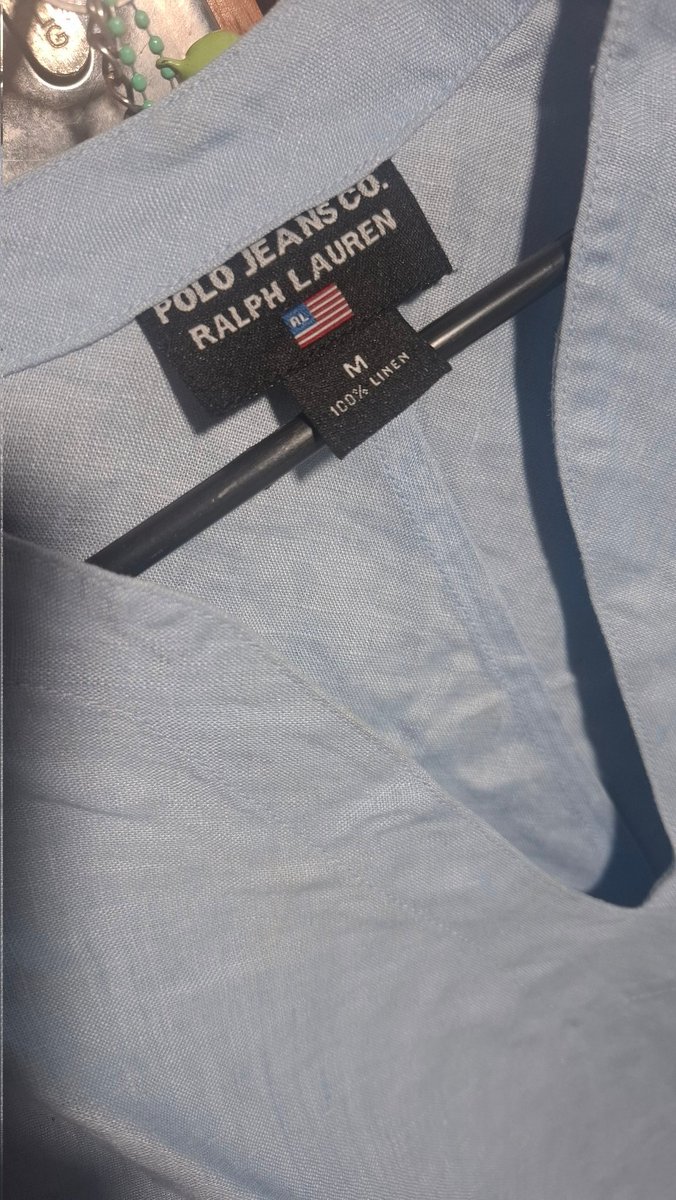 G
POLO JEANS CO.
RALPH LAUREN
RL
M
100% LINEN